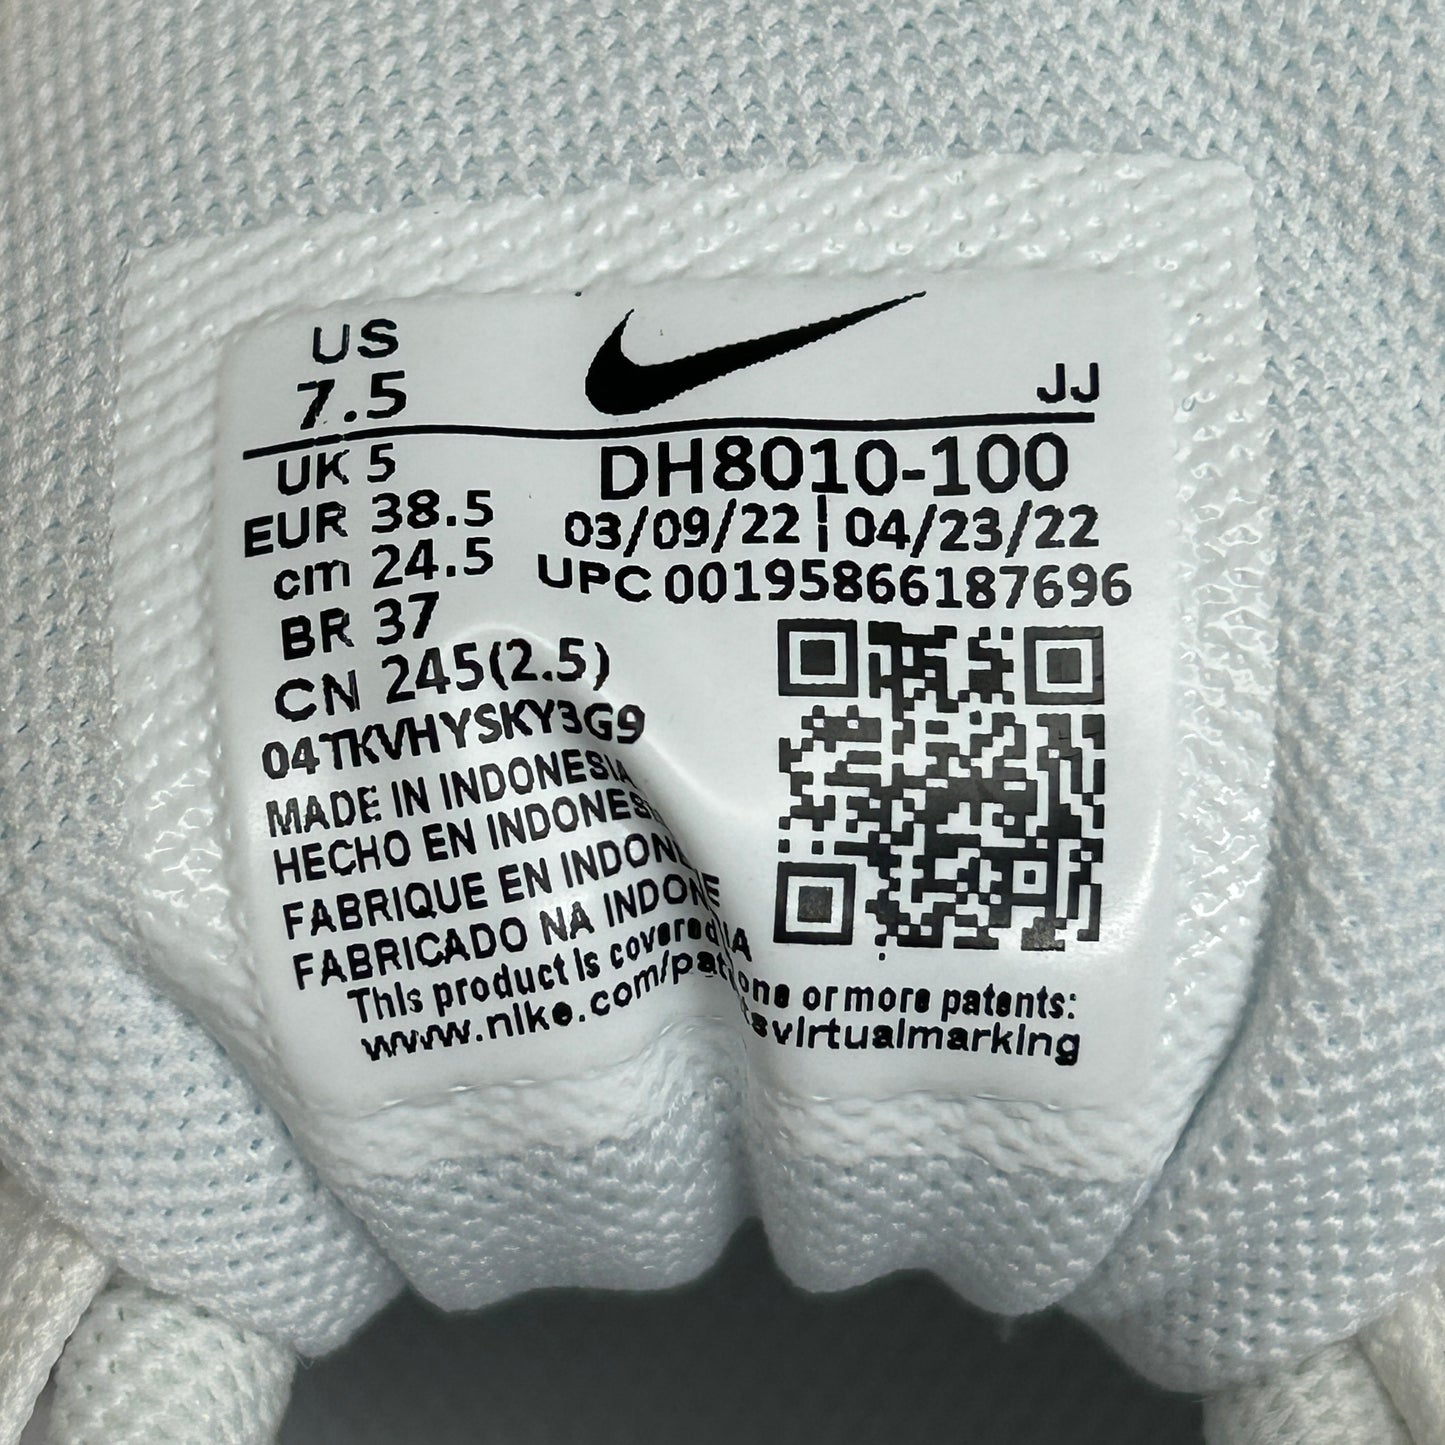 US
7.5
JJ
UK 5
EUR 38.5
cm 24.5
BR 37
CN 245(2.5)
DH8010-100
03/09/22 | 04/23/22
UPC 00195866187696
04TKVHYSKY3G9
MADE IN INDONESIA
HECHO EN INDONES
FABRIQUE EN INDON
FABRICADO NA INDON
This product is covered
one or more patents:
www.nike.com/pat
tsvirtualmarking